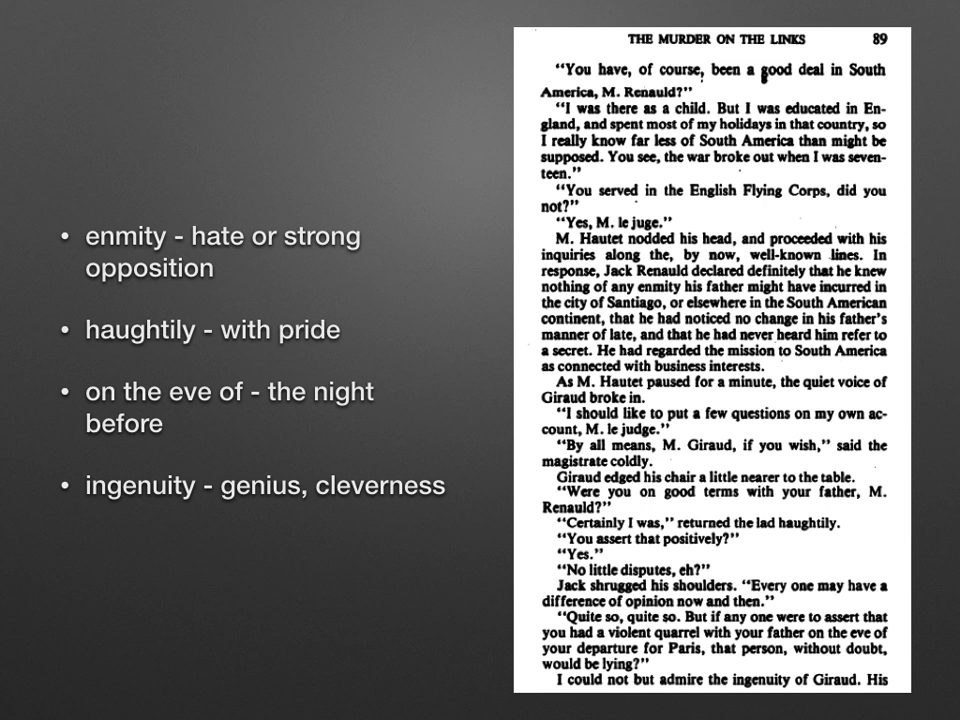 • enmity - hate or strong
opposition
• haughtily - with pride
• on the eve of - the night
before
• ingenuity - genius, cleverness
THE MURDER ON THE LINKS 89
"You have, of course, been a good deal in South
America, M. Renauld?"
"I was there as a child. But I was educated in En-
gland, and spent most of my holidays in that country, so
I really know far less of South America than might be
supposed. You see, the war broke out when I was seven-
teen."
"You served in the English Flying Corps, did you
not?"
"Yes, M. le juge."
M. Hautet nodded his head, and proceeded with his
inquiries along the, by now, well-known lines. In
response, Jack Renauld declared definitely that he knew
nothing of any enmity his father might have incurred in
the city of Santiago, or elsewhere in the South American
continent, that he had noticed no change in his father's
manner of late, and that he had never heard him refer to
a secret. He had regarded the mission to South America
as connected with business interests.
As M. Hautet paused for a minute, the quiet voice of
Giraud broke in.
"I should like to put a few questions on my own ac-
count, M. le judge."
"By all means, M. Giraud, if you wish," said the
magistrate coldly.
Giraud edged his chair a little nearer to the table.
"Were you on good terms with your father, M.
Renauld?"
"Certainly I was," returned the lad haughtily.
"You assert that positively?"
"Yes."
"No little disputes, eh?"
Jack shrugged his shoulders. "Every one may have a
difference of opinion now and then."
"Quite so, quite so. But if any one were to assert that
you had a violent quarrel with your father on the eve of
your departure for Paris, that person, without doubt,
would be lying?"
I could not but admire the ingenuity of Giraud. His